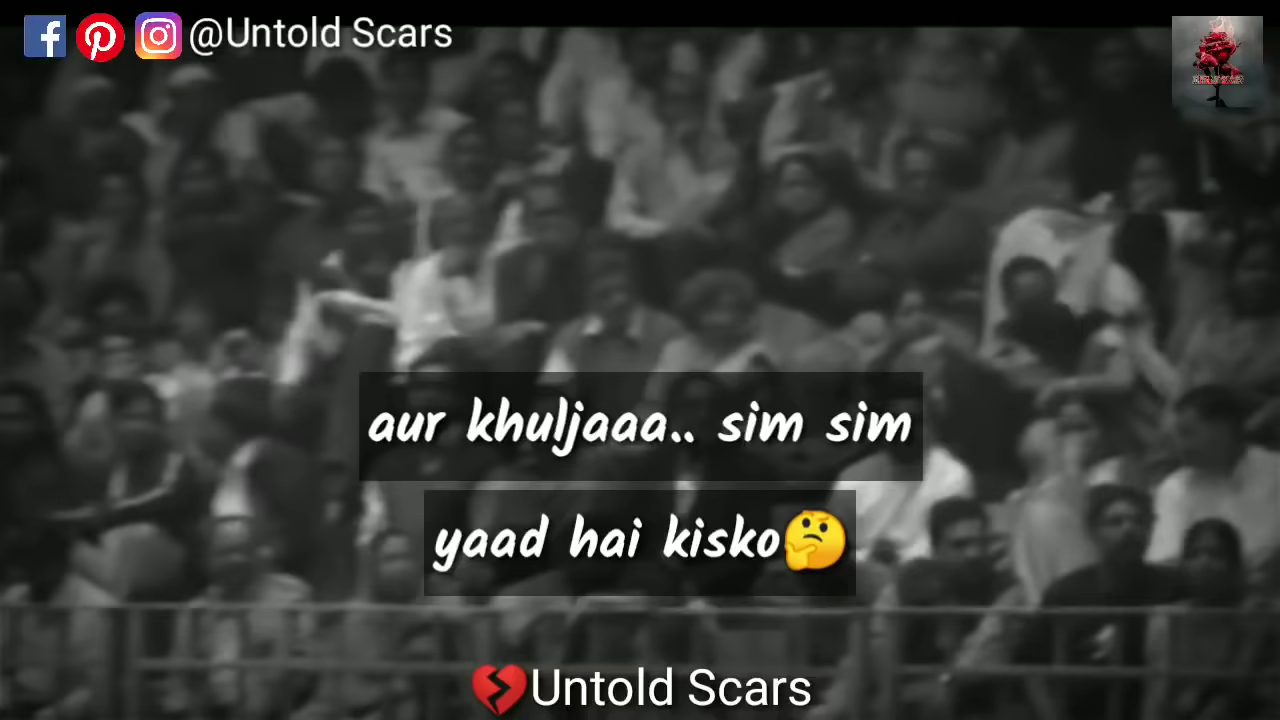 @Untold Scars
aur khuljaaa.. sim sim
yaad hai kisko🤔
💔Untold Scars